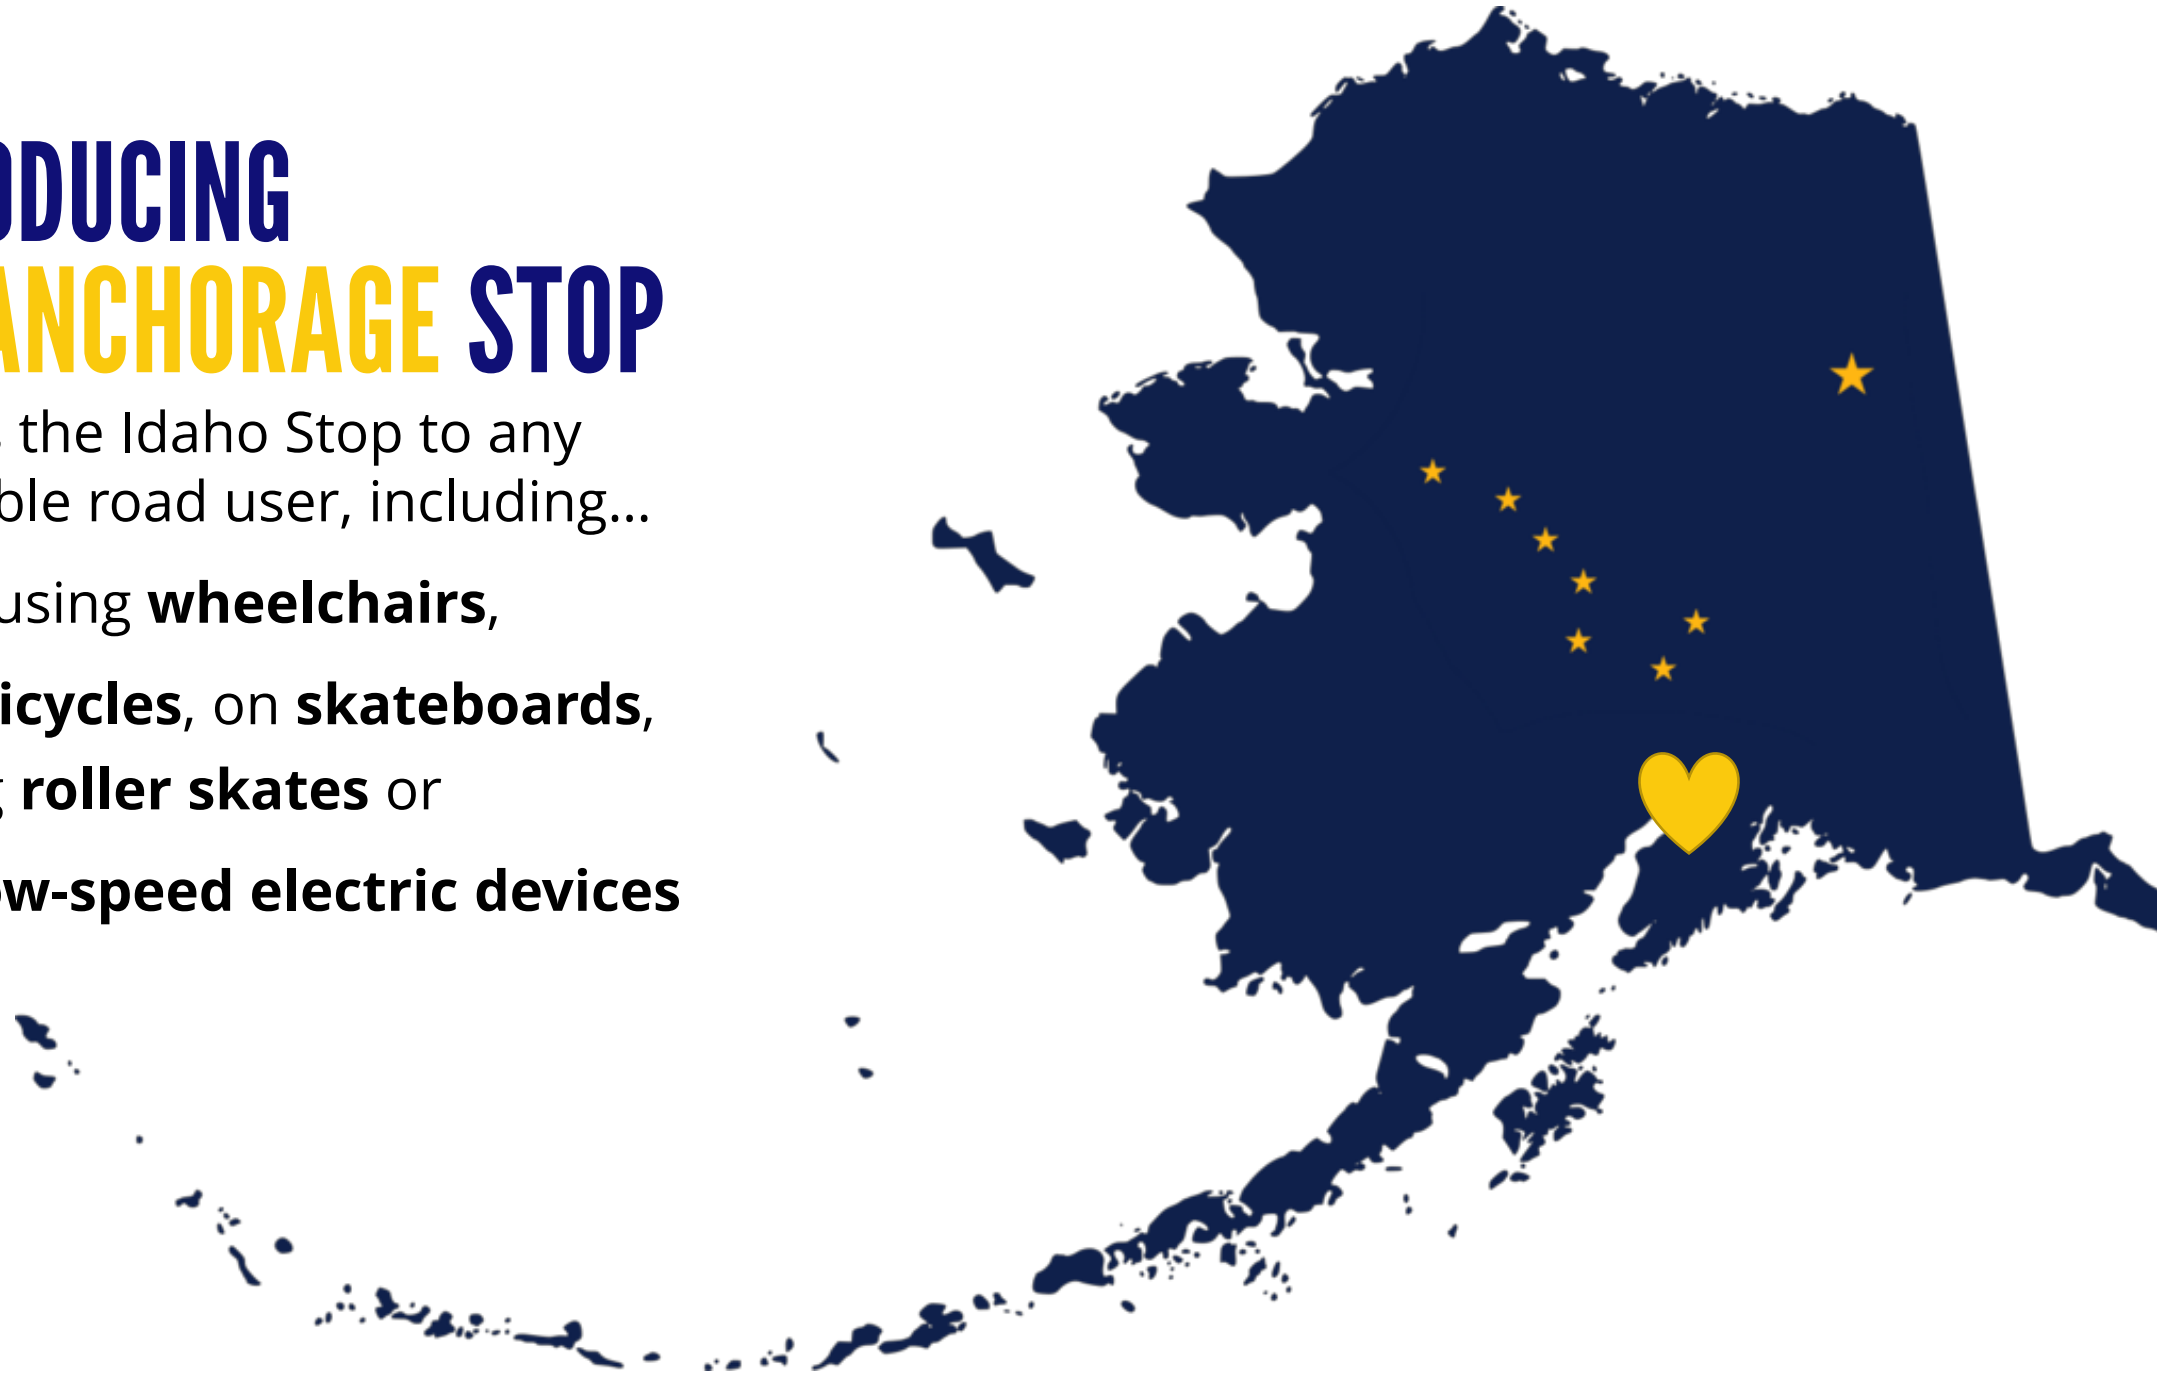 ODUCING
ANCHORAGE STOP
the Idaho Stop to any
ble road user, including...
using wheelchairs,
icycles, on skateboards,
roller skates or
w-speed electric devices